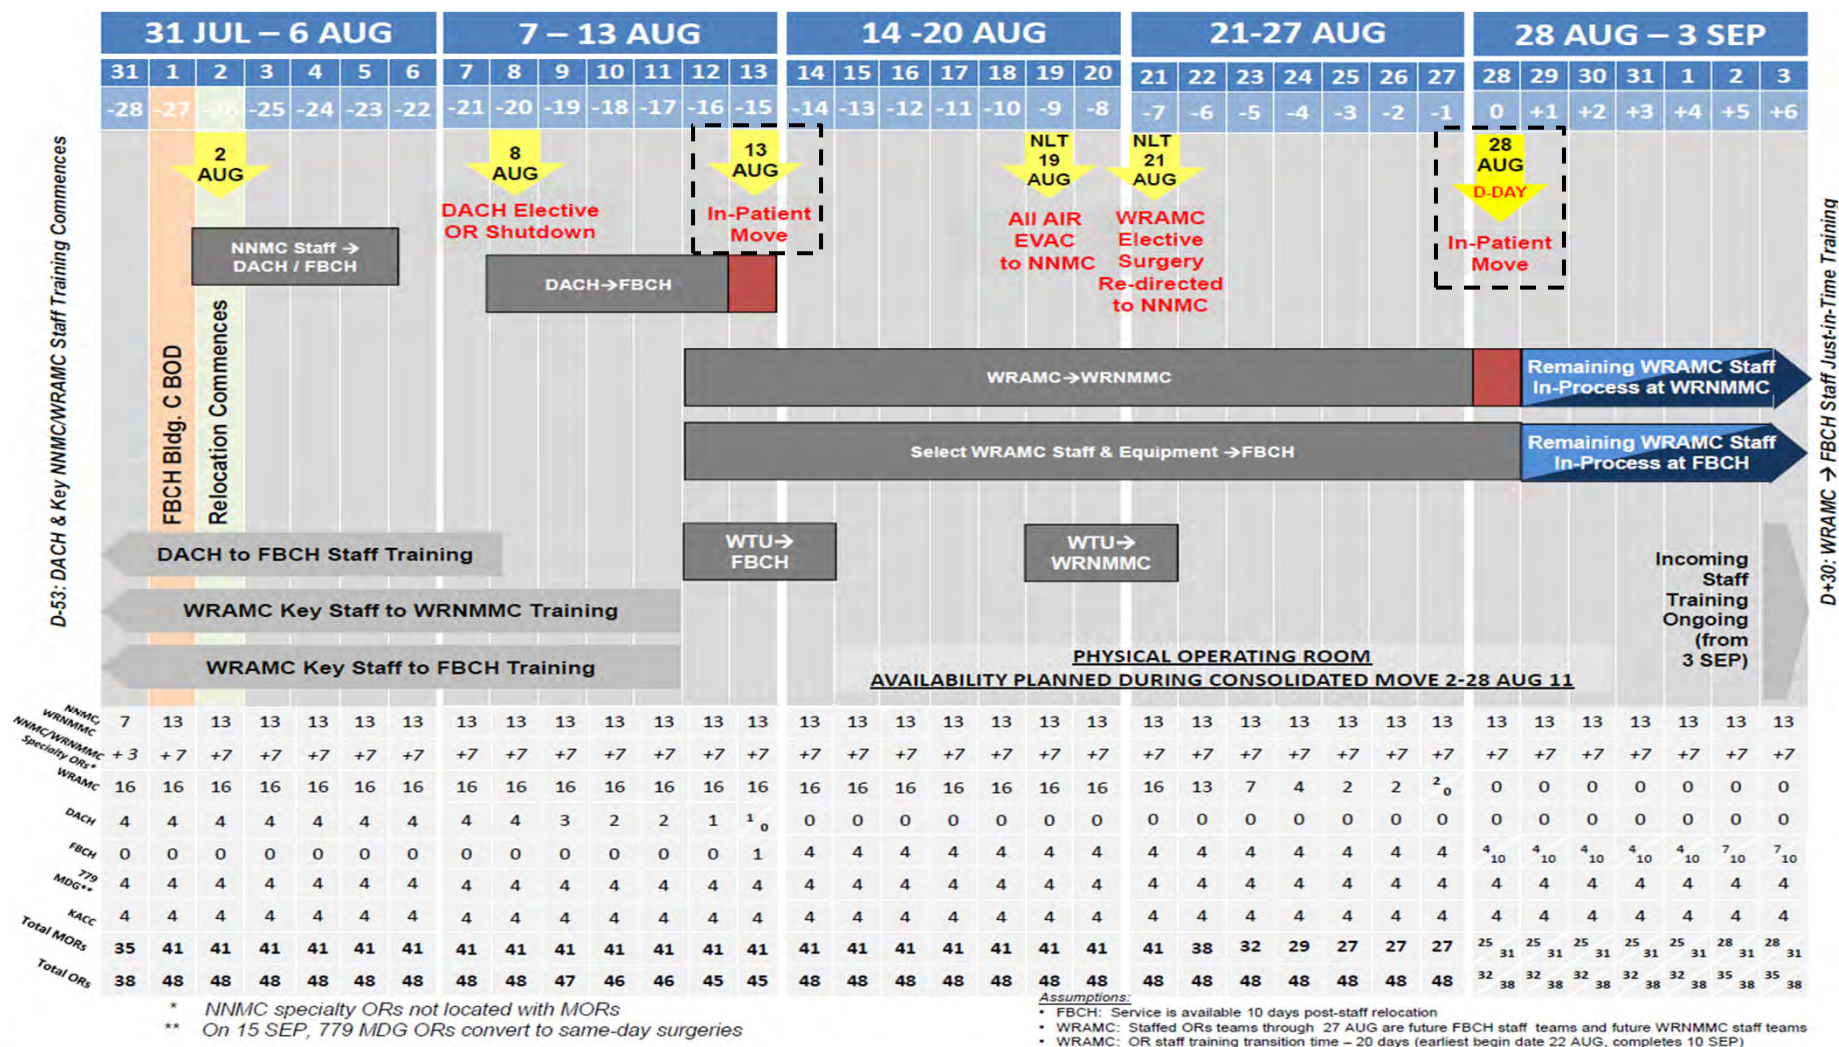 31 JUL – 6 AUG 7 – 13 AUG 14 -20 AUG 21-27 AUG 28 AUG – 3 SEP
31 1 2 3 4 5 6 7 8 9 10 11 12 13 14 15 16 17 18 19 20 21 22 23 24 25 26 27 28 29 30 31 1 2 3
-28 -27 -26 -25 -24 -23 -22 -21 -20 -19 -18 -17 -16 -15 -14 -13 -12 -11 -10 -9 -8 -7 -6 -5 -4 -3 -2 -1 0 +1 +2 +3 +4 +5 +6
D-53: DACH & Key NNMC/WRAMC Staff Training Commences
2
AUG
8
AUG
13
AUG
NLT
19
AUG
NLT
21
AUG
28
AUG
D-DAY
DACH Elective
OR Shutdown
In-Patient
Move
All AIR
EVAC
to NNMC
WRAMC
Elective
Surgery
Re-directed
to NNMC
In-Patient
Move
NNMC Staff →
DACH / FBCH
DACH→FBCH
FBCH Bldg. C BOD
Relocation Commences
WRAMC→WRNMMC
Remaining WRAMC Staff
In-Process at WRNMMC
Select WRAMC Staff & Equipment →FBCH
Remaining WRAMC Staff
In-Process at FBCH
DACH to FBCH Staff Training
WTU→
FBCH
WTU→
WRNMMC
WRAMC Key Staff to WRNMMC Training
WRAMC Key Staff to FBCH Training
Incoming
Staff
Training
Ongoing
(from
3 SEP)
D+30: WRAMC → FBCH Staff Just-in-Time Training
PHYSICAL OPERATING ROOM
AVAILABILITY PLANNED DURING CONSOLIDATED MOVE 2-28 AUG 11
NNMC/
WRNMMC 7 13 13 13 13 13 13 13 13 13 13 13 13 13 13 13 13 13 13 13 13 13 13 13 13 13 13 13 13 13 13 13 13 13 13
NNMC/WRNMMC
Specialty ORs* +3 +7 +7 +7 +7 +7 +7 +7 +7 +7 +7 +7 +7 +7 +7 +7 +7 +7 +7 +7 +7 +7 +7 +7 +7 +7 +7 +7 +7 +7 +7 +7 +7 +7 +7
WRAMC 16 16 16 16 16 16 16 16 16 16 16 16 16 16 16 16 16 16 16 16 16 16 13 7 4 2 2 2/0 0 0 0 0 0 0 0
DACH 4 4 4 4 4 4 4 4 4 3 2 2 1 1/0 0 0 0 0 0 0 0 0 0 0 0 0 0 0 0 0 0 0 0 0 0
FBCH 0 0 0 0 0 0 0 0 0 0 0 0 0 1 4 4 4 4 4 4 4 4 4 4 4 4 4 4 4/10 4/10 4/10 4/10 4/10 7/10 7/10
779
MDG** 4 4 4 4 4 4 4 4 4 4 4 4 4 4 4 4 4 4 4 4 4 4 4 4 4 4 4 4 4 4 4 4 4 4 4
KACC 4 4 4 4 4 4 4 4 4 4 4 4 4 4 4 4 4 4 4 4 4 4 4 4 4 4 4 4 4 4 4 4 4 4 4
Total MORs 35 41 41 41 41 41 41 41 41 41 41 41 41 41 41 41 41 41 41 41 41 41 38 32 29 27 27 27 25/31 25/31 25/31 25/31 25/31 28/31 28/31
Total ORs 38 48 48 48 48 48 48 48 48 47 46 46 45 45 48 48 48 48 48 48 48 48 48 48 48 48 48 48 32/38 32/38 32/38 32/38 32/38 35/38 35/38
* NNMC specialty ORs not located with MORs
** On 15 SEP, 779 MDG ORs convert to same-day surgeries
Assumptions:
• FBCH: Service is available 10 days post-staff relocation
• WRAMC: Staffed ORs teams through 27 AUG are future FBCH staff teams and future WRNMMC staff teams
• WRAMC: OR staff training transition time – 20 days (earliest begin date 22 AUG, completes 10 SEP)